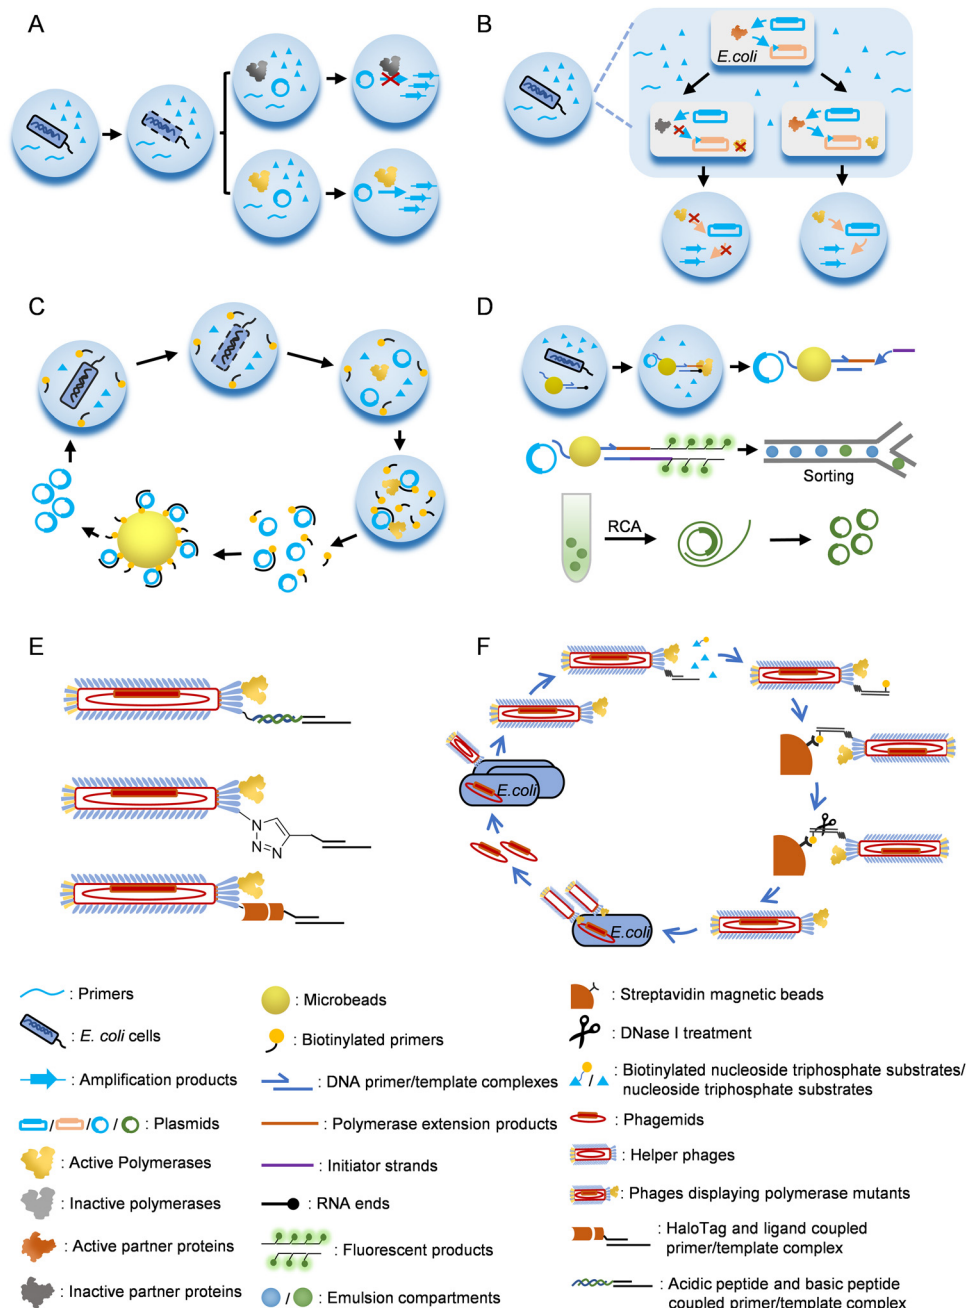 A
B
E.coli
C
D
Sorting
RCA
E
F
N
N
N
E.coli
E.coli
: Primers
: E. coli cells
: Amplification products
/ / / : Plasmids
: Active Polymerases
: Inactive polymerases
: Active partner proteins
: Inactive partner proteins
: Microbeads
: Biotinylated primers
: DNA primer/template complexes
: Polymerase extension products
: Initiator strands
: RNA ends
: Fluorescent products
/ : Emulsion compartments
: Streptavidin magnetic beads
: DNase I treatment
/ : Biotinylated nucleoside triphosphate substrates/
nucleoside triphosphate substrates
: Phagemids
: Helper phages
: Phages displaying polymerase mutants
: HaloTag and ligand coupled
primer/template complex
: Acidic peptide and basic peptide
coupled primer/template complex